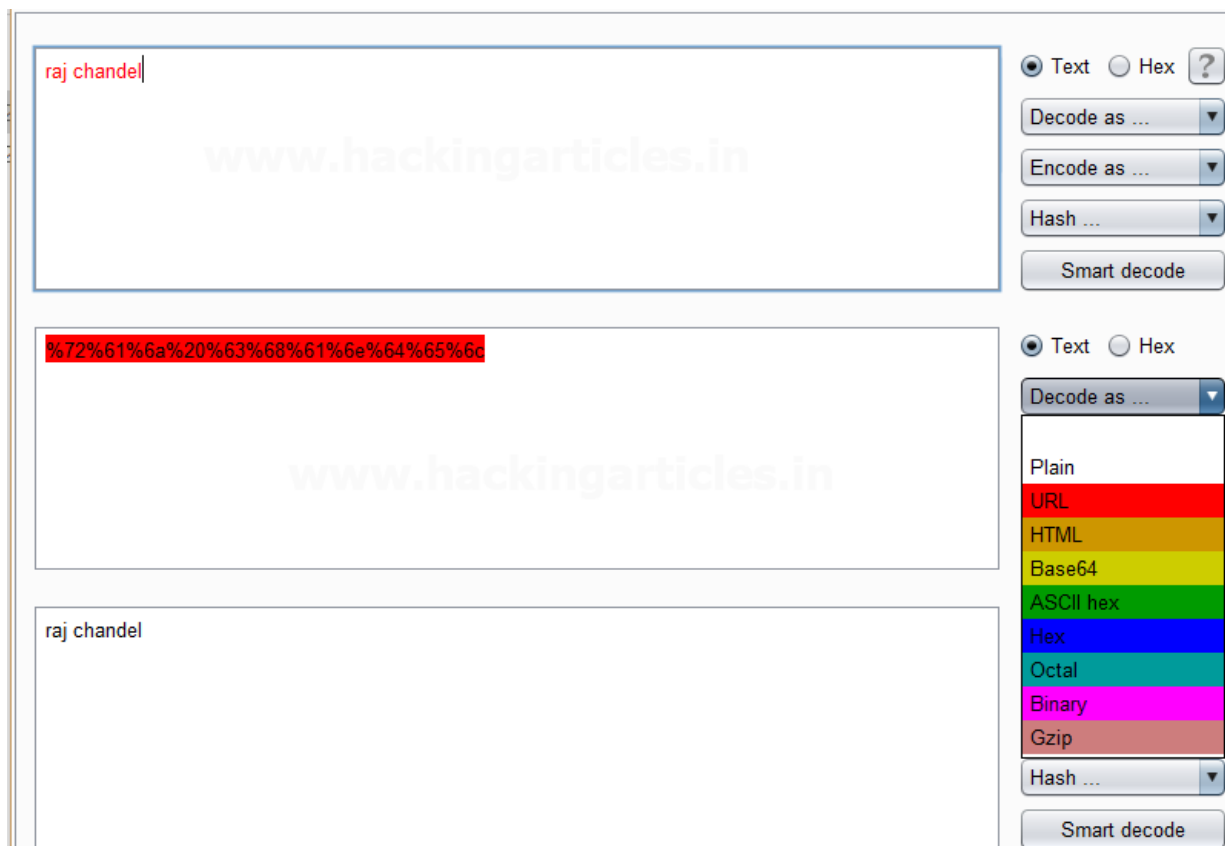 raj chandel
Text Hex ?
Decode as ...
www.hackingarticles.in
Encode as ...
Hash ...
Smart decode
%72%61%6a%20%63%68%61%6e%64%65%6c
Text Hex
Decode as ...
www.hackingarticles.in
Plain
URL
HTML
Base64
ASCII hex
Hex
Octal
Binary
Gzip
raj chandel
Hash ...
Smart decode